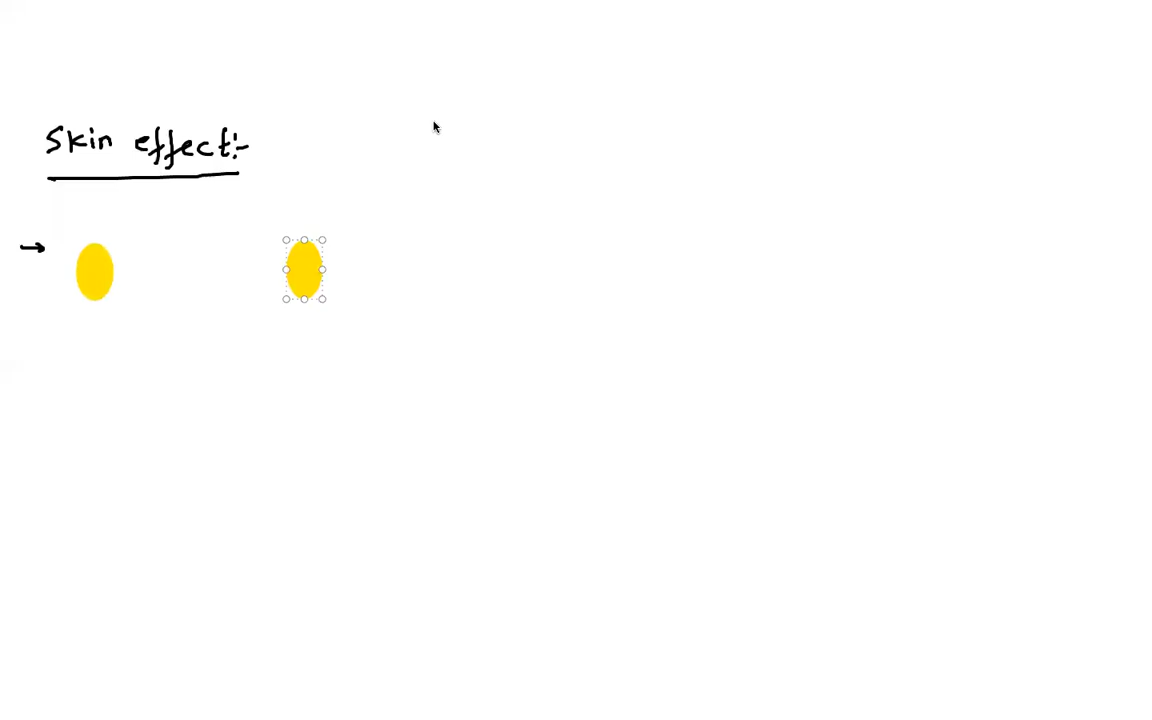 Skin effect:-
→